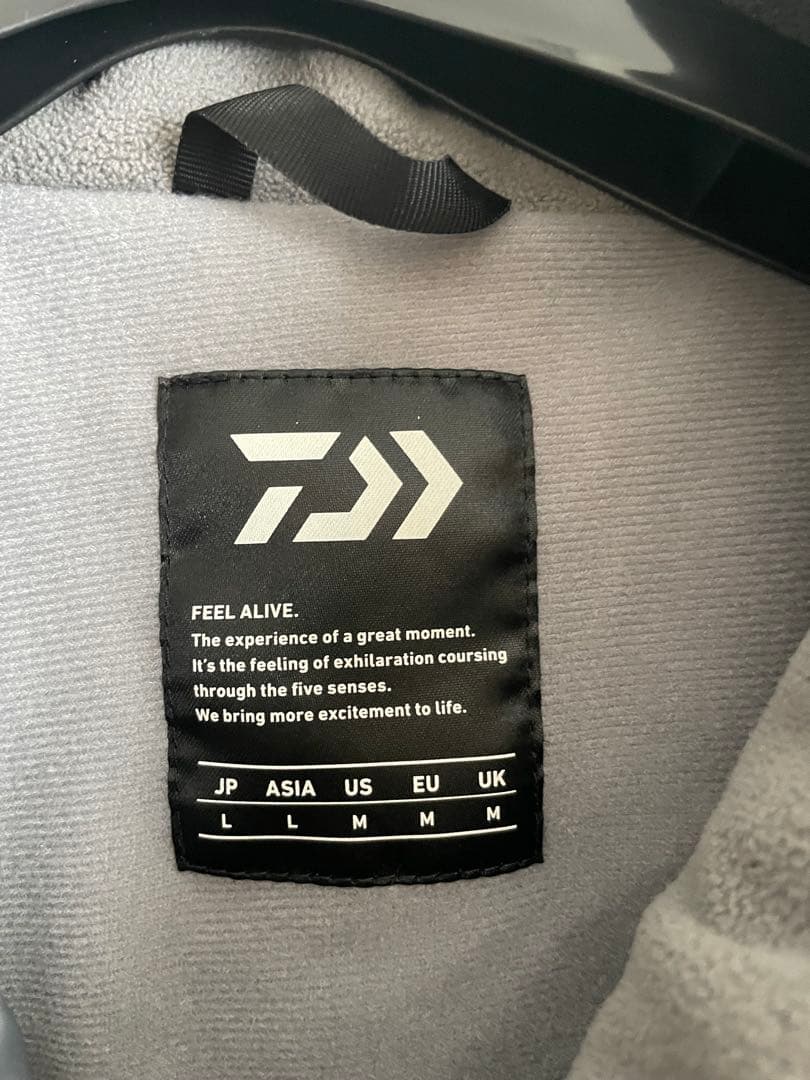 FEEL ALIVE.
The experience of a great moment.
It's the feeling of exhilaration coursing
through the five senses.
We bring more excitement to life.
JP ASIA US EU UK
L L M M M